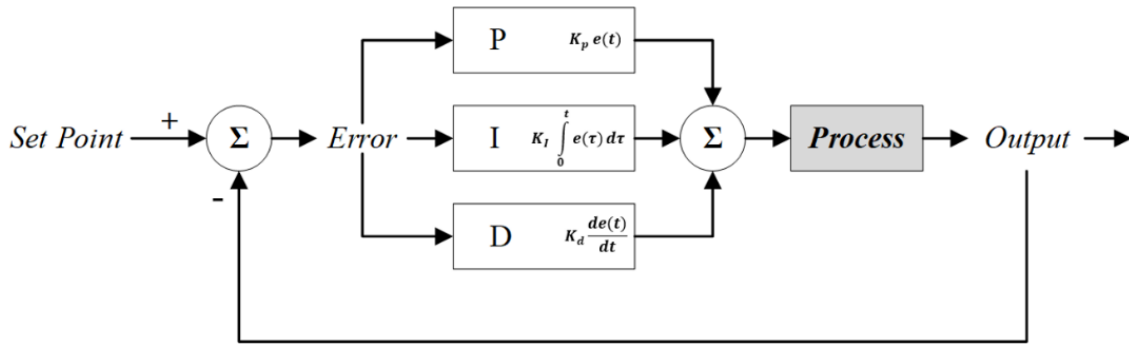 P K_p e(t)
Set Point + Σ Error I K_I ∫_0^t e(τ) dτ Σ Process Output
-
D K_d de(t)/dt